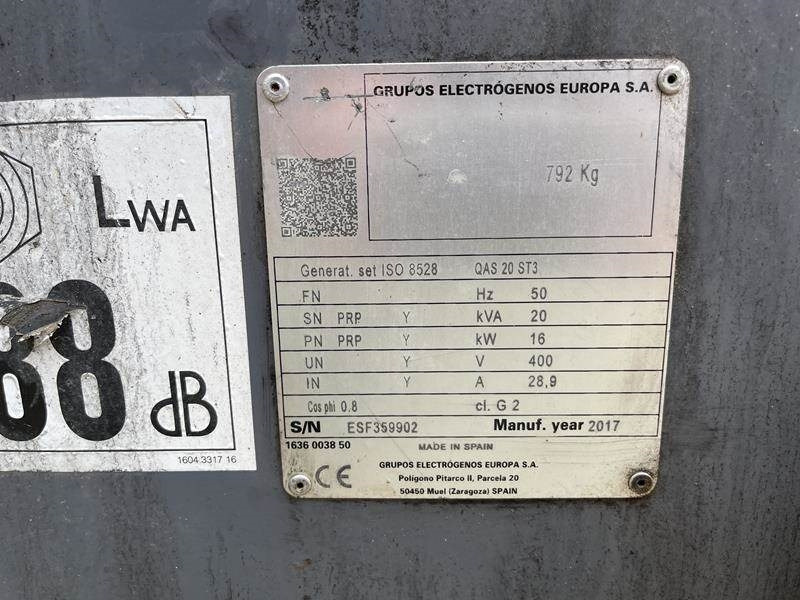 LWA
88
dB
1604 3317 16
GRUPOS ELECTRÓGENOS EUROPA S.A.
792 Kg
Generat. set ISO 8528 QAS 20 ST3
FN Hz 50
SN PRP Y kVA 20
PN PRP Y kW 16
UN Y V 400
IN Y A 28,9
Cos phi 0.8 cl. G 2
S/N ESF359902 Manuf. year 2017
1636 0038 50 MADE IN SPAIN
CE
GRUPOS ELECTRÓGENOS EUROPA S.A.
Polígono Pitarco II, Parcela 20
50450 Muel (Zaragoza) SPAIN